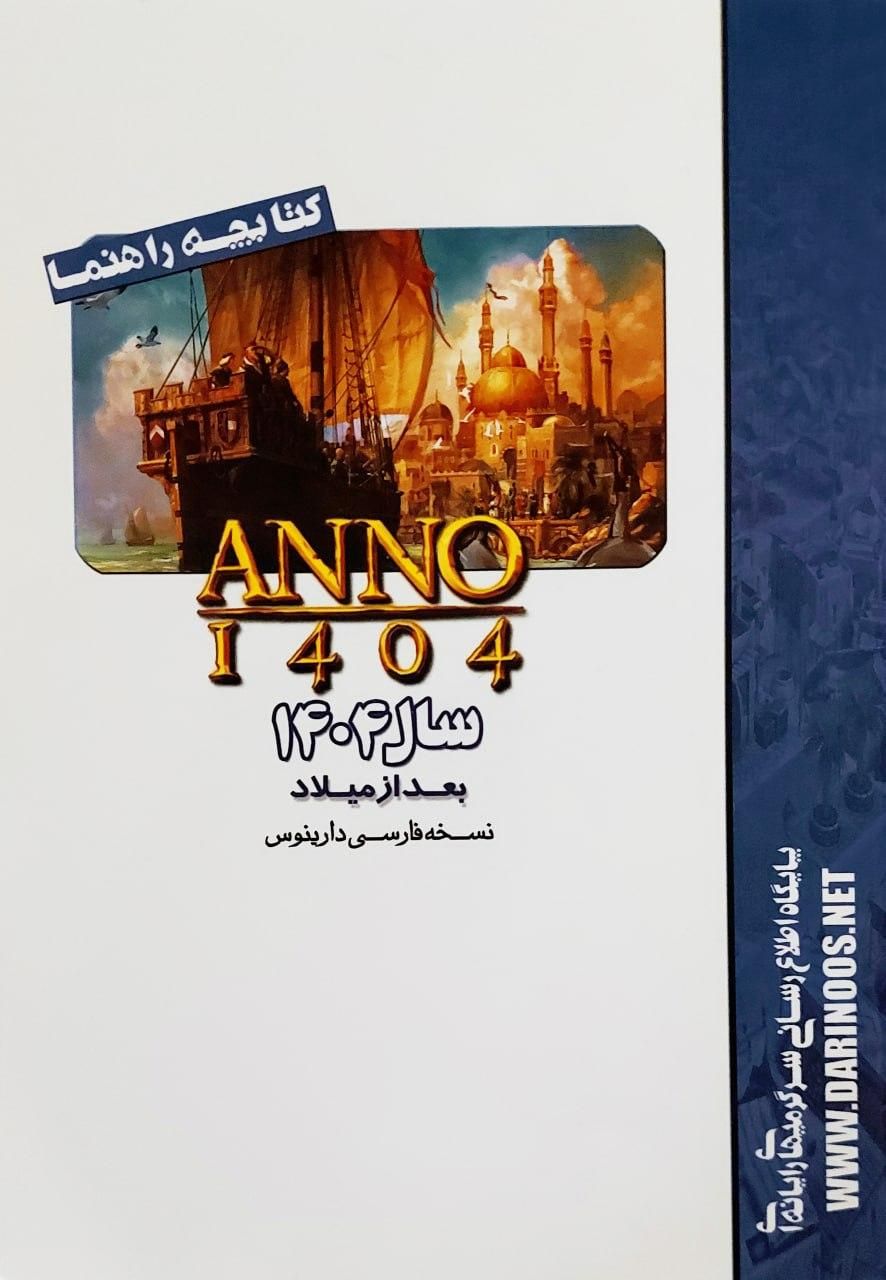 کتابچه راهنما
ANNO
1404
سال ۱۴۰۴
بعد از میلاد
نسخه فارسی دارینوس
پایگاه اطلاع رسانی سرگرمیهای رایانه‌ای
WWW.DARINOOS.NET